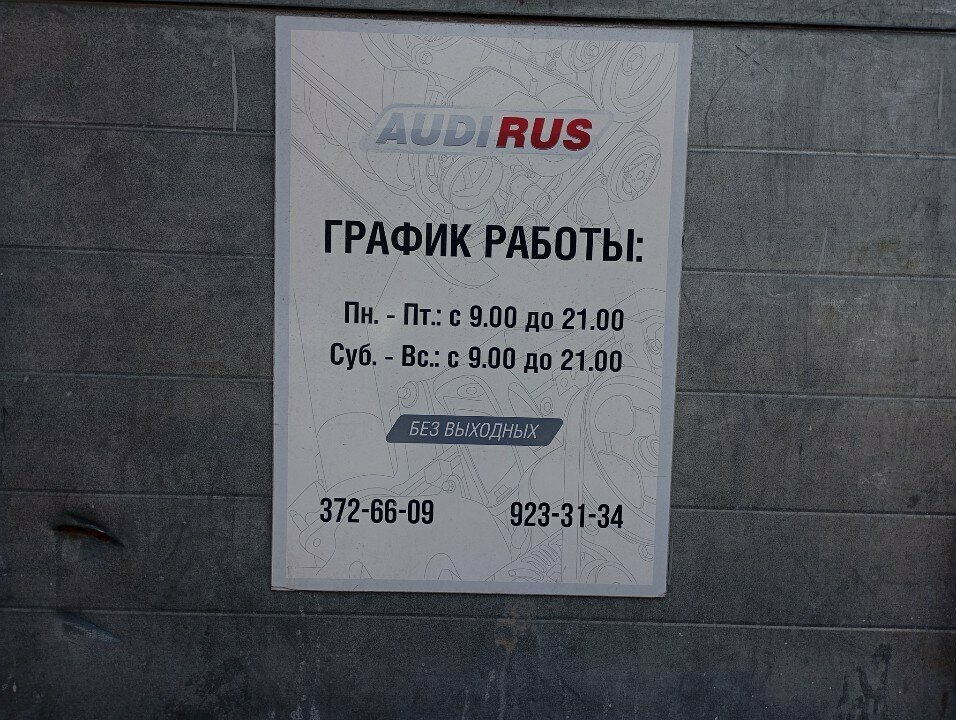 AUDIRUS
ГРАФИК РАБОТЫ:
Пн. - Пт.: с 9.00 до 21.00
Суб. - Вс.: с 9.00 до 21.00
БЕЗ ВЫХОДНЫХ
372-66-09 923-31-34